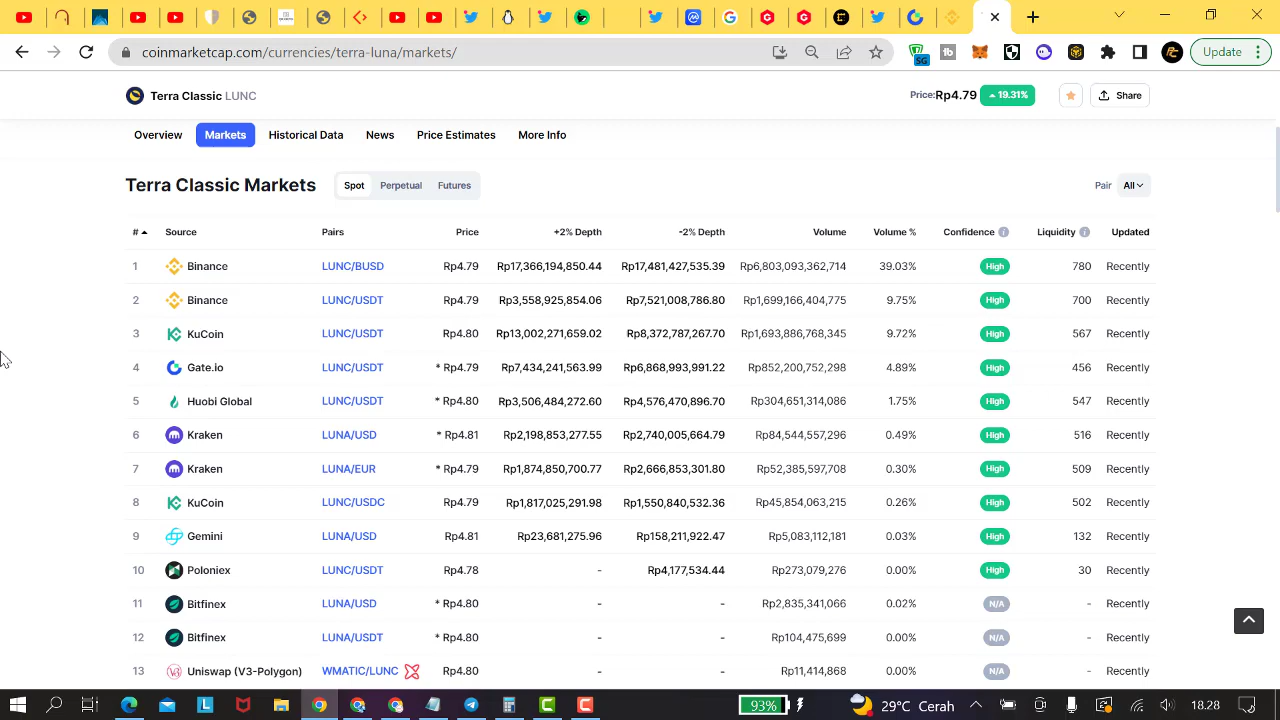 coinmarketcap.com/currencies/terra-luna/markets/
SG
Update
Terra Classic LUNC
Price:Rp4.79
19.31%
Share
Overview
Markets
Historical Data
News
Price Estimates
More Info
Terra Classic Markets
Spot
Perpetual
Futures
Pair
All
# Source Pairs Price +2% Depth -2% Depth Volume Volume % Confidence Liquidity Updated
1 Binance LUNC/BUSD Rp4.79 Rp17,366,194,850.44 Rp17,481,427,535.39 Rp6,803,093,362,714 39.03% High 780 Recently
2 Binance LUNC/USDT Rp4.79 Rp3,558,925,854.06 Rp7,521,008,786.80 Rp1,699,166,404,775 9.75% High 700 Recently
3 KuCoin LUNC/USDT Rp4.80 Rp13,002,271,659.02 Rp8,372,787,267.70 Rp1,693,886,768,345 9.72% High 567 Recently
4 Gate.io LUNC/USDT * Rp4.79 Rp7,434,241,563.99 Rp6,868,993,991.22 Rp852,200,752,298 4.89% High 456 Recently
5 Huobi Global LUNC/USDT * Rp4.80 Rp3,506,484,272.60 Rp4,576,470,896.70 Rp304,651,314,086 1.75% High 547 Recently
6 Kraken LUNA/USD * Rp4.81 Rp2,198,853,277.55 Rp2,740,005,664.79 Rp84,544,557,296 0.49% High 516 Recently
7 Kraken LUNA/EUR * Rp4.79 Rp1,874,850,700.77 Rp2,666,853,301.80 Rp52,385,597,708 0.30% High 509 Recently
8 KuCoin LUNC/USDC Rp4.79 Rp1,817,025,291.98 Rp1,550,840,532.36 Rp45,854,063,215 0.26% High 502 Recently
9 Gemini LUNA/USD Rp4.81 Rp23,681,275.96 Rp158,211,922.47 Rp5,083,112,181 0.03% High 132 Recently
10 Poloniex LUNC/USDT Rp4.78 - Rp4,177,534.44 Rp273,079,276 0.00% High 30 Recently
11 Bitfinex LUNA/USD * Rp4.80 - - Rp2,835,341,066 0.02% N/A - Recently
12 Bitfinex LUNA/USDT * Rp4.80 - - Rp104,475,699 0.00% N/A - Recently
13 Uniswap (V3-Polygon) WMATIC/LUNC Rp4.80 - - Rp11,414,868 0.00% N/A - Recently
93%
29°C Cerah
18.28